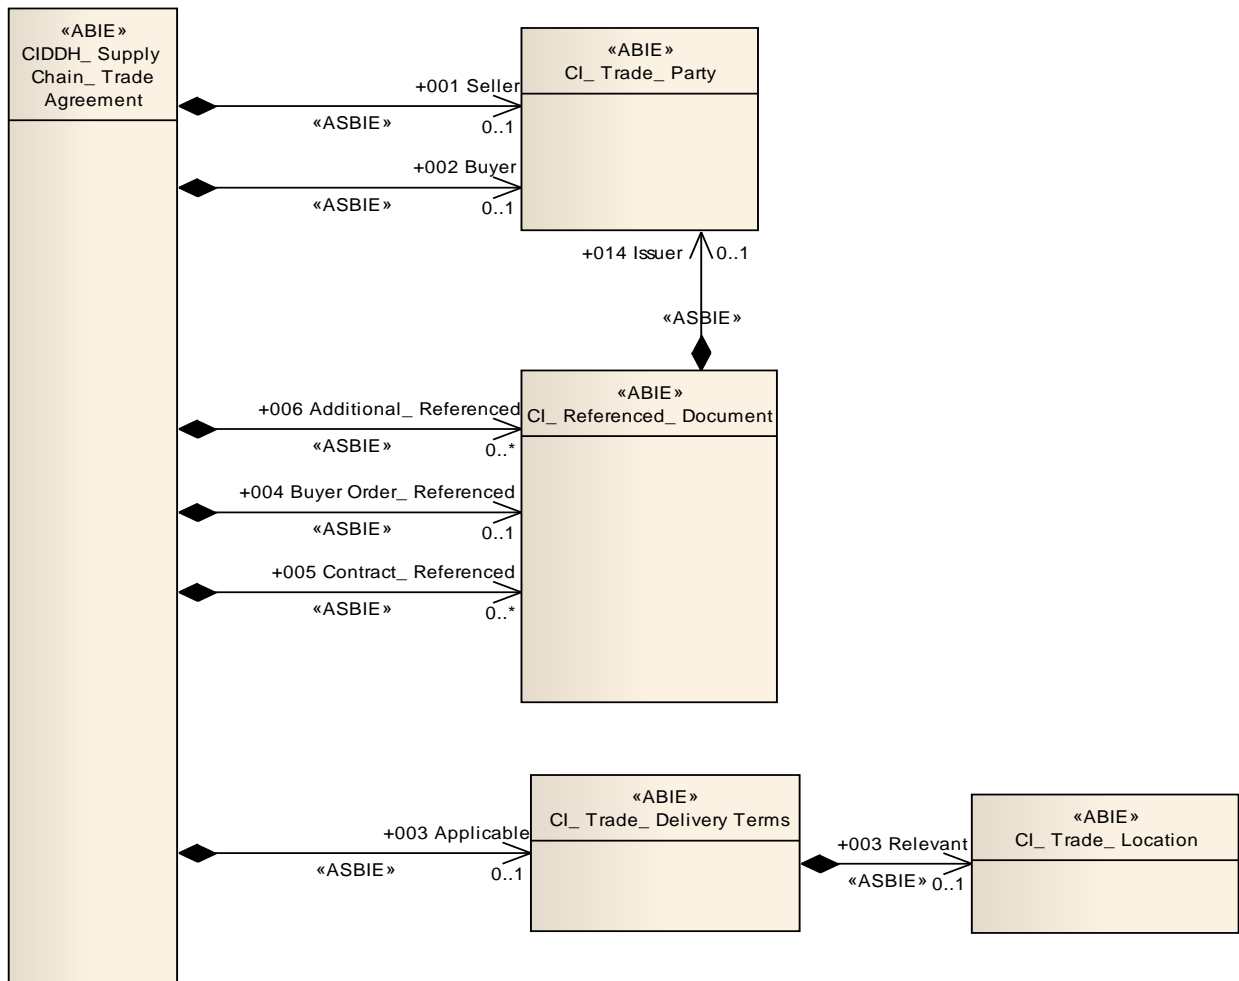 «ABIE»
CIDDH_ Supply
Chain_ Trade
Agreement
«ABIE»
CI_ Trade_ Party
+001 Seller
«ASBIE»
0..1
+002 Buyer
«ASBIE»
0..1
+014 Issuer
0..1
«ASBIE»
«ABIE»
CI_ Referenced_ Document
+006 Additional_ Referenced
«ASBIE»
0..*
+004 Buyer Order_ Referenced
«ASBIE»
0..1
+005 Contract_ Referenced
«ASBIE»
0..*
«ABIE»
CI_ Trade_ Delivery Terms
+003 Applicable
«ASBIE»
0..1
«ABIE»
CI_ Trade_ Location
+003 Relevant
«ASBIE»
0..1